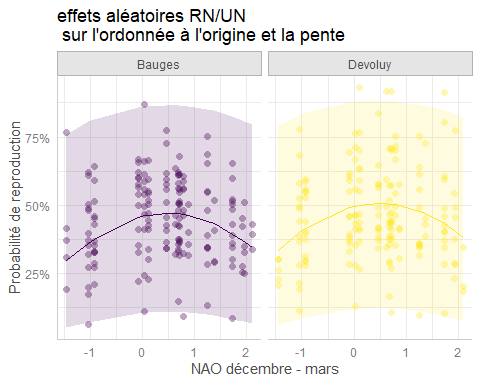 effets aléatoires RN/UN
sur l'ordonnée à l'origine et la pente
Bauges
Devoluy
Probabilité de reproduction
75%
50%
25%
-1 0 1 2
-1 0 1 2
NAO décembre - mars